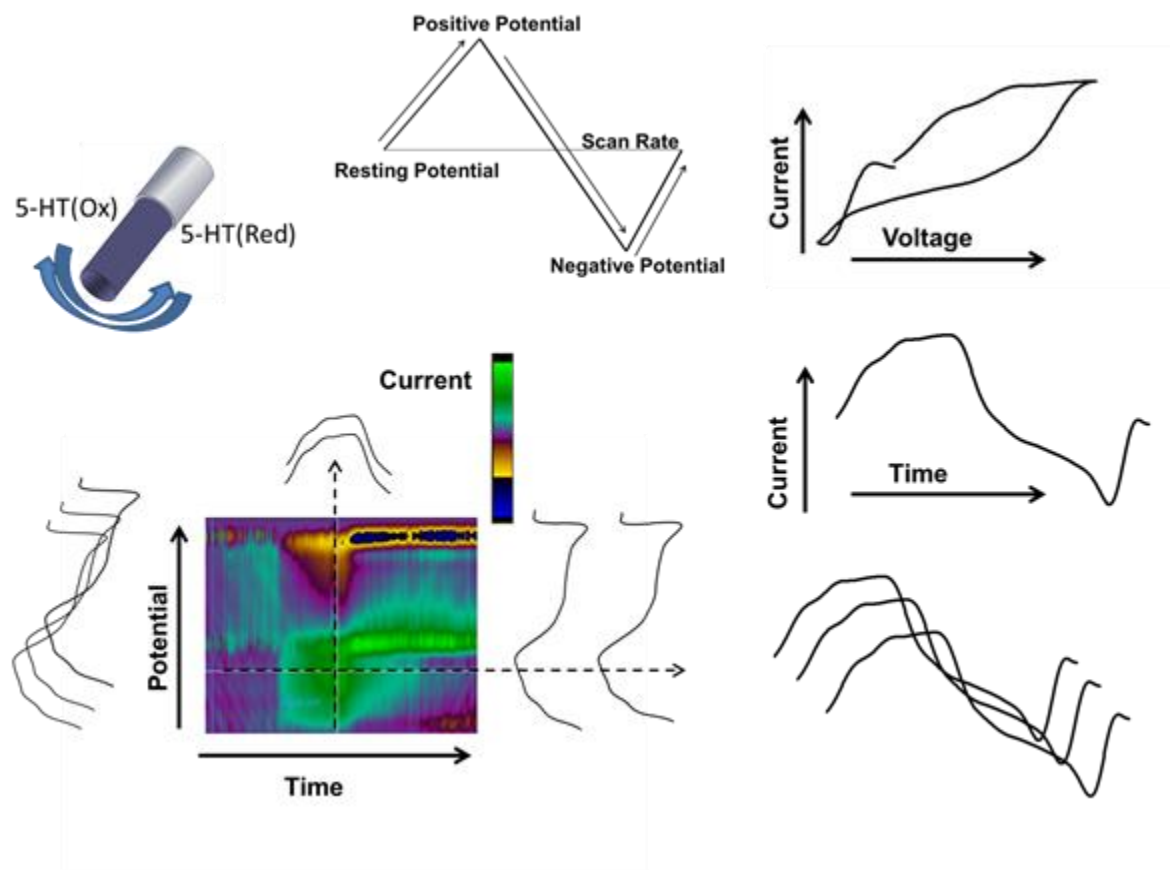 Positive Potential
Scan Rate
Resting Potential
Negative Potential
5-HT(Ox)
5-HT(Red)
Current
Voltage
Current
Time
Current
Potential
Time